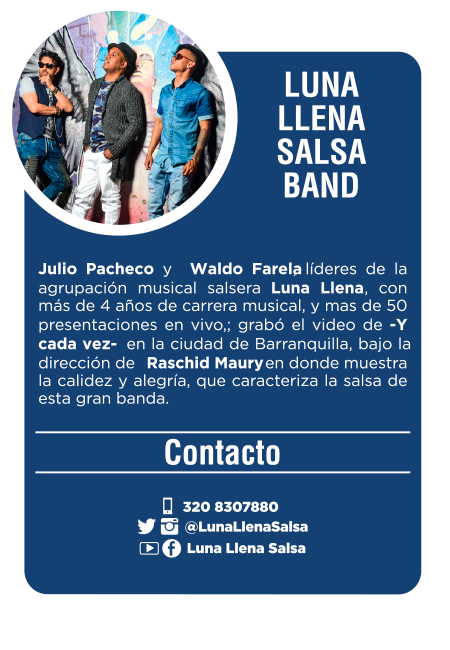 LUNA
LLENA
SALSA
BAND
Julio Pacheco y Waldo Farela, líderes de la
agrupación musical salsera Luna Llena, con
más de 4 años de carrera musical, y mas de 50
presentaciones en vivo,; grabó el video de -Y
cada vez- en la ciudad de Barranquilla, bajo la
dirección de Raschid Maury en donde muestra
la calidez y alegría, que caracteriza la salsa de
esta gran banda.
Contacto
320 8307880
@LunaLlenaSalsa
Luna Llena Salsa